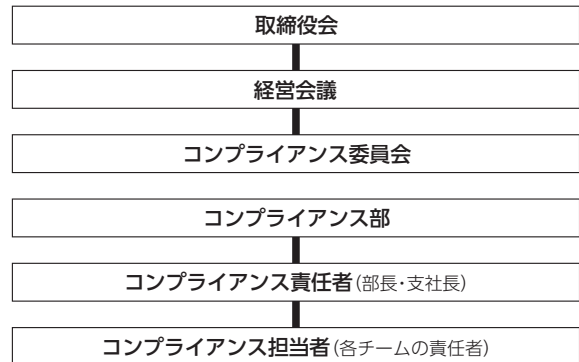 取締役会
経営会議
コンプライアンス委員会
コンプライアンス部
コンプライアンス責任者(部長・支社長)
コンプライアンス担当者(各チームの責任者)